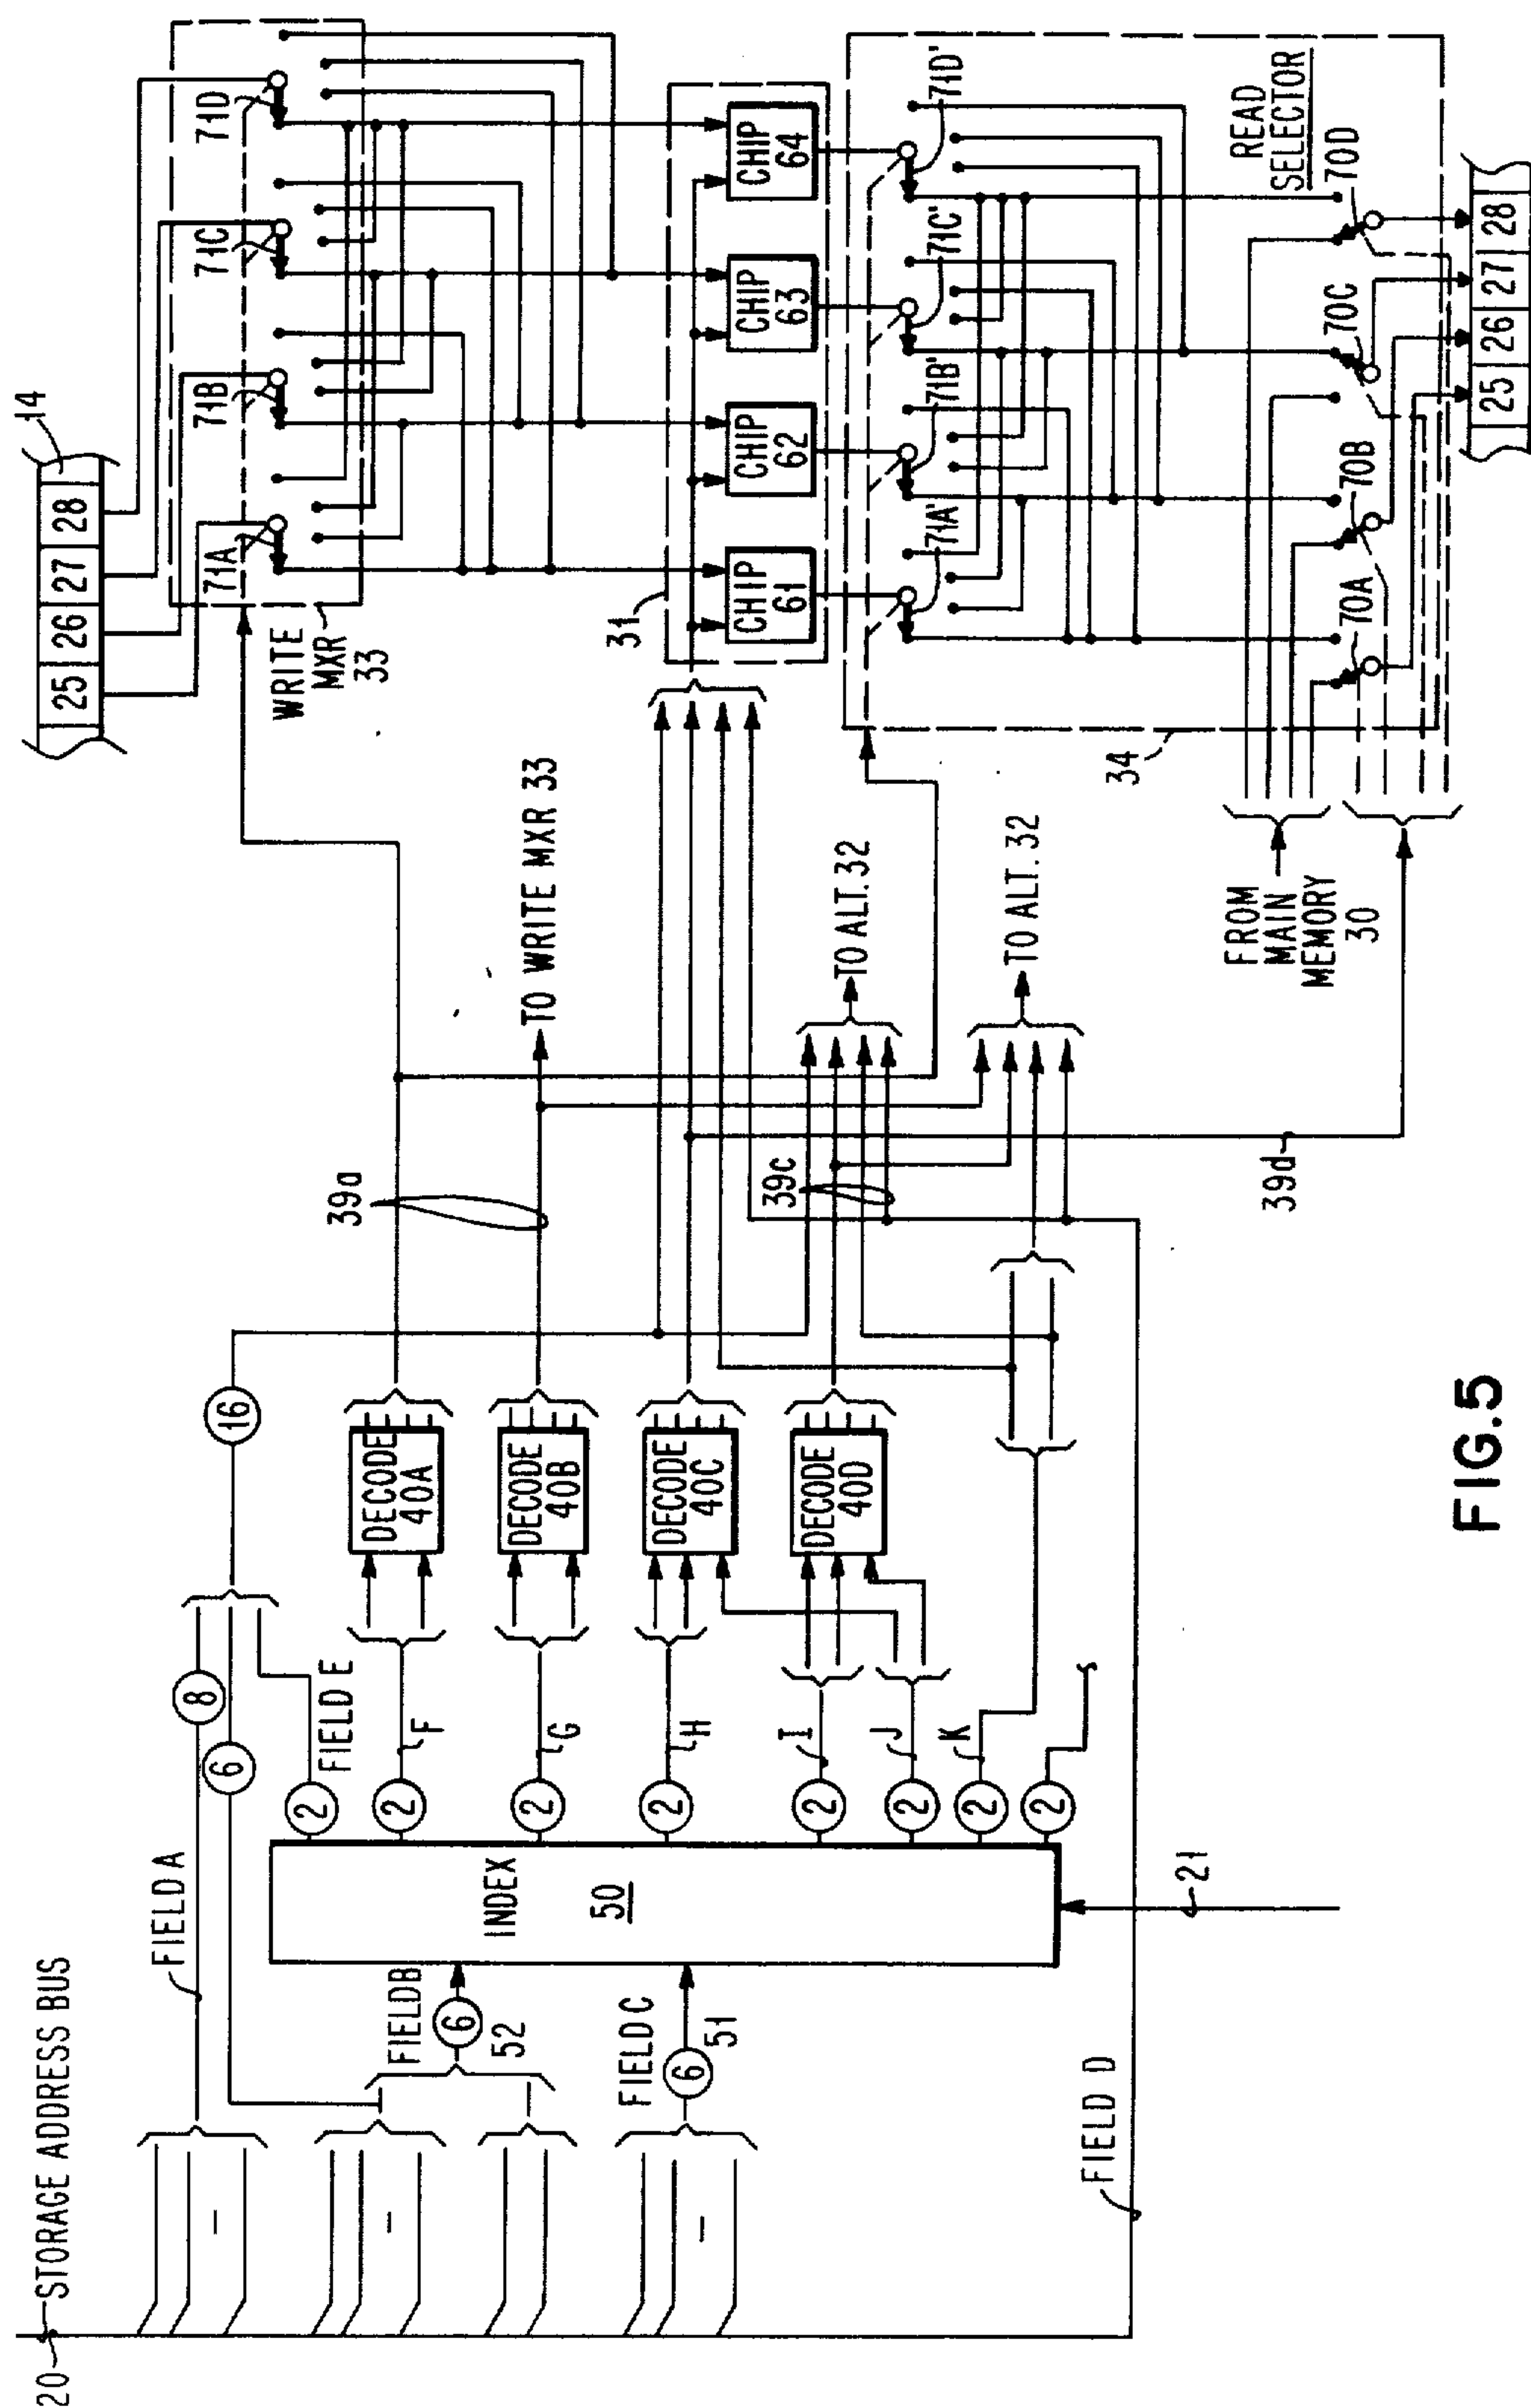 20 STORAGE ADDRESS BUS
FIELD A
8
6
16
FIELD B
6
52
FIELD C
6
51
FIELD D
INDEX
50
21
2
FIELD E
2
F
2
G
2
H
2
I
2
J
2
K
2
DECODE
40A
DECODE
40B
DECODE
40C
DECODE
40D
39a
39c
39d
TO WRITE MXR 33
TO ALT. 32
TO ALT. 32
14
25 26 27 28
WRITE
MXR
33
71A
71B
71C
71D
31
CHIP
61
CHIP
62
CHIP
63
CHIP
64
71A'
71B'
71C'
71D'
34
READ
SELECTOR
70A
70B
70C
70D
FROM
MAIN
MEMORY
30
25 26 27 28
FIG.5